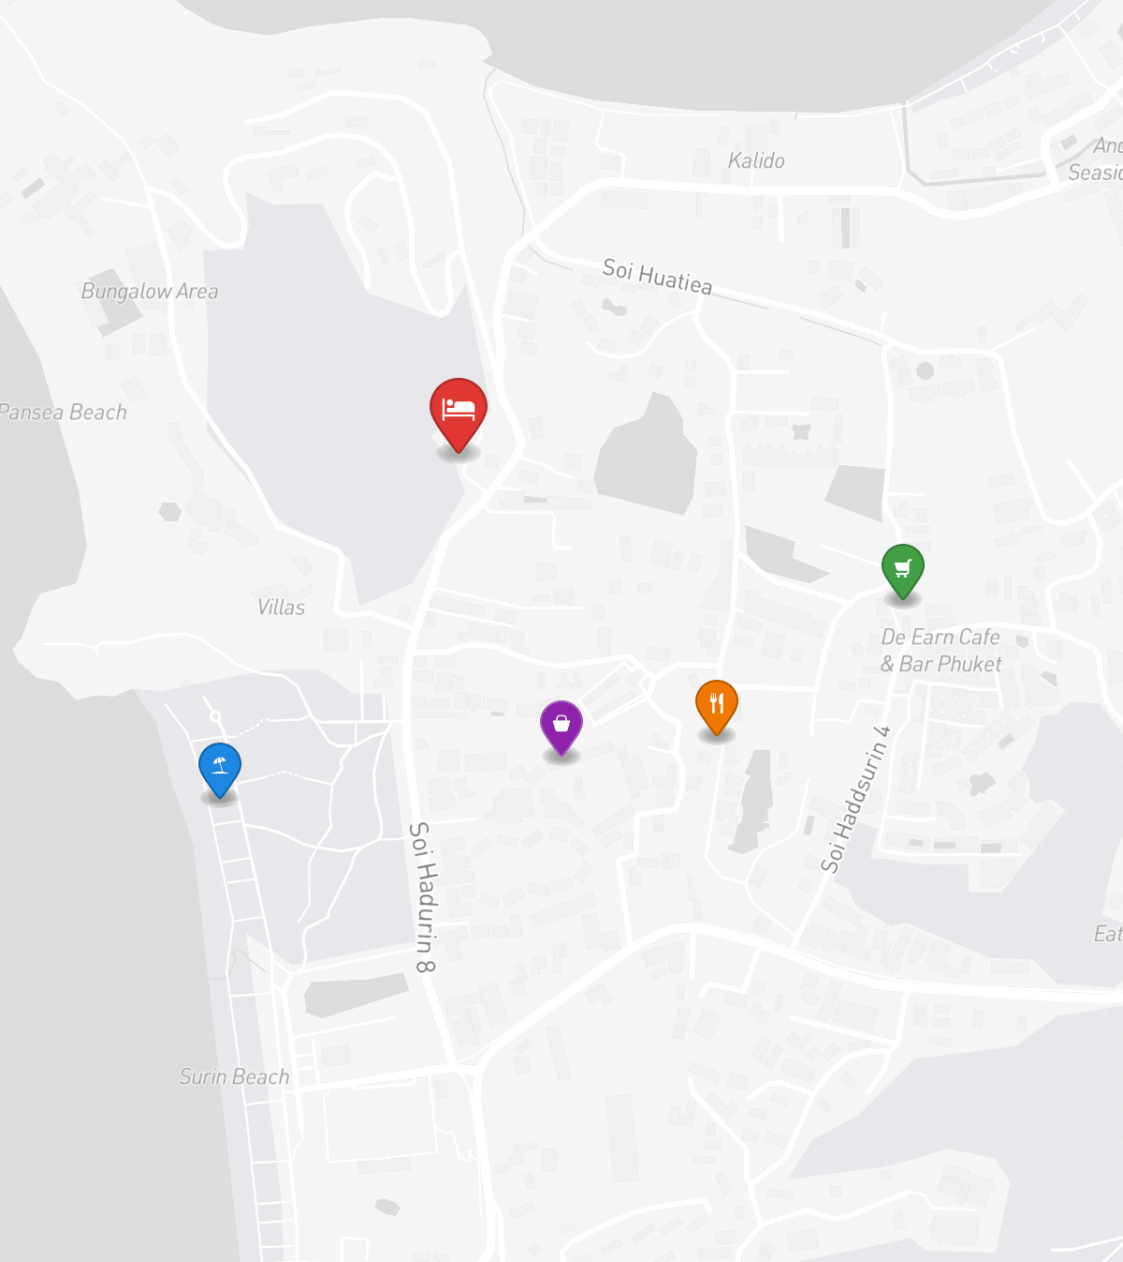 Kalido
And
Seasid
Soi Huatiea
Bungalow Area
Pansea Beach
Villas
De Earn Cafe
& Bar Phuket
Soi Haddsurin 4
Soi Hadurin 8
Eat
Surin Beach